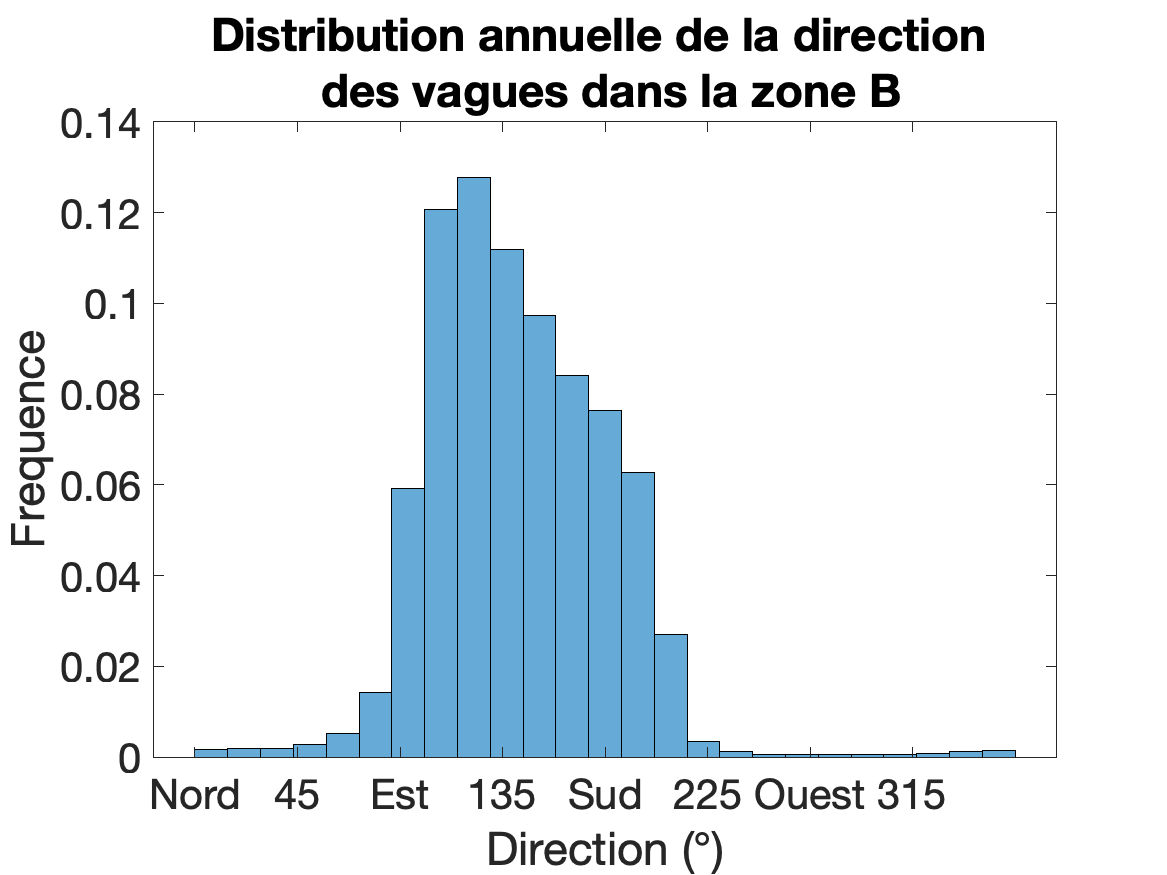 Distribution annuelle de la direction
des vagues dans la zone B
0.14
0.12
0.1
0.08
0.06
0.04
0.02
0
Frequence
Nord 45 Est 135 Sud 225 Ouest 315
Direction (°)